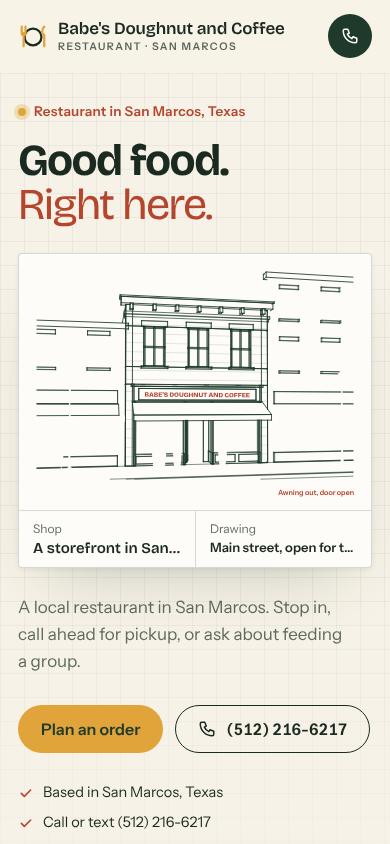 Babe's Doughnut and Coffee
RESTAURANT · SAN MARCOS
Restaurant in San Marcos, Texas
Good food.
Right here.
BABE'S DOUGHNUT AND COFFEE
Awning out, door open
Shop
A storefront in San...
Drawing
Main street, open for t...
A local restaurant in San Marcos. Stop in,
call ahead for pickup, or ask about feeding
a group.
Plan an order
(512) 216-6217
Based in San Marcos, Texas
Call or text (512) 216-6217